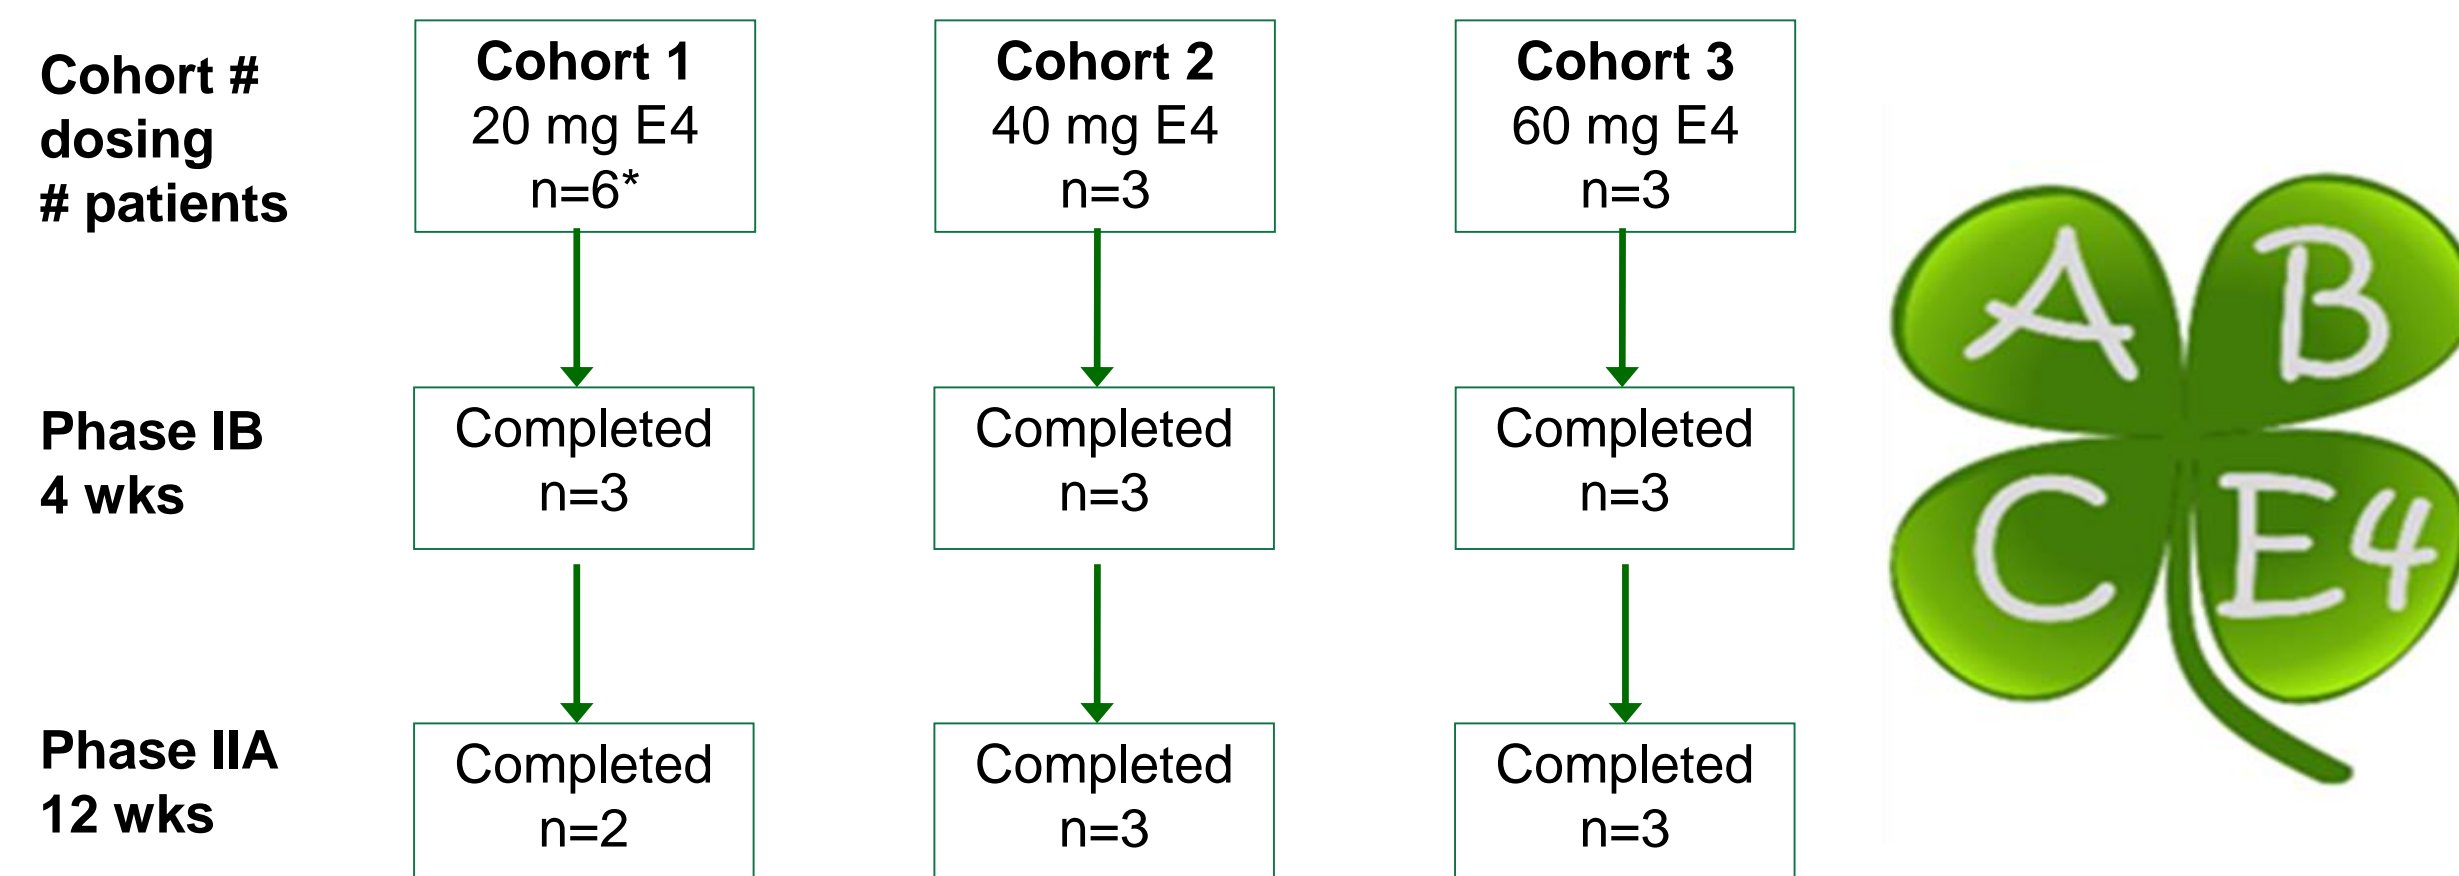 Cohort #
dosing
# patients
Cohort 1
20 mg E4
n=6*
Cohort 2
40 mg E4
n=3
Cohort 3
60 mg E4
n=3
Phase IB
4 wks
Completed
n=3
Completed
n=3
Completed
n=3
Phase IIA
12 wks
Completed
n=2
Completed
n=3
Completed
n=3
A B
C E4